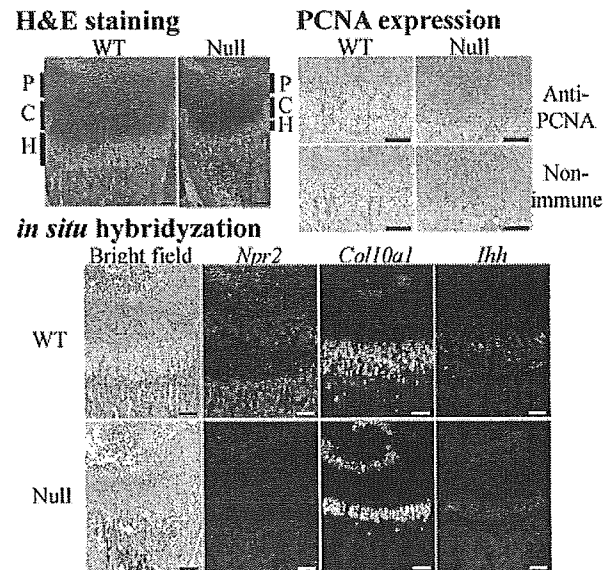 H&E staining
WT Null
P
C
H
P
C
H
PCNA expression
WT Null
Anti-
PCNA
Non-
immune
in situ hybridyzation
Bright field Npr2 Col10a1 Ihh
WT
Null